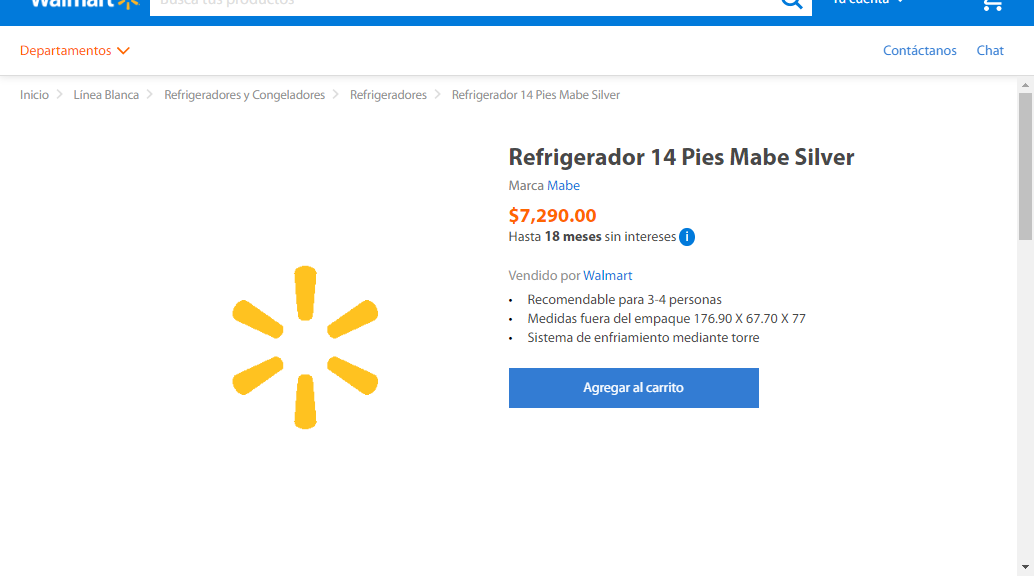 Walmart
Busca tus productos
Tu cuenta
Departamentos
Contáctanos
Chat
Inicio
Línea Blanca
Refrigeradores y Congeladores
Refrigeradores
Refrigerador 14 Pies Mabe Silver
Refrigerador 14 Pies Mabe Silver
Marca Mabe
$7,290.00
Hasta 18 meses sin intereses i
Vendido por Walmart
• Recomendable para 3-4 personas
• Medidas fuera del empaque 176.90 X 67.70 X 77
• Sistema de enfriamiento mediante torre
Agregar al carrito